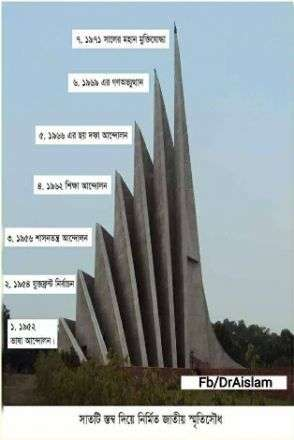 ৭. ১৯৭১ সালের মহান মুক্তিযোদ্ধা
৬. ১৯৬৯ এর গণঅভ্যুত্থান
৫. ১৯৬৬ এর ছয় দফা আন্দোলন
৪. ১৯৬২ শিক্ষা আন্দোলন
৩. ১৯৫৬ শাসনতন্ত্র আন্দোলন
২. ১৯৫৪ যুক্তফ্রন্ট নির্বাচন
১. ১৯৫২
ভাষা আন্দোলন।
Fb/DrAislam
সাতটি স্তম্ভ দিয়ে নির্মিত জাতীয় স্মৃতিসৌধ